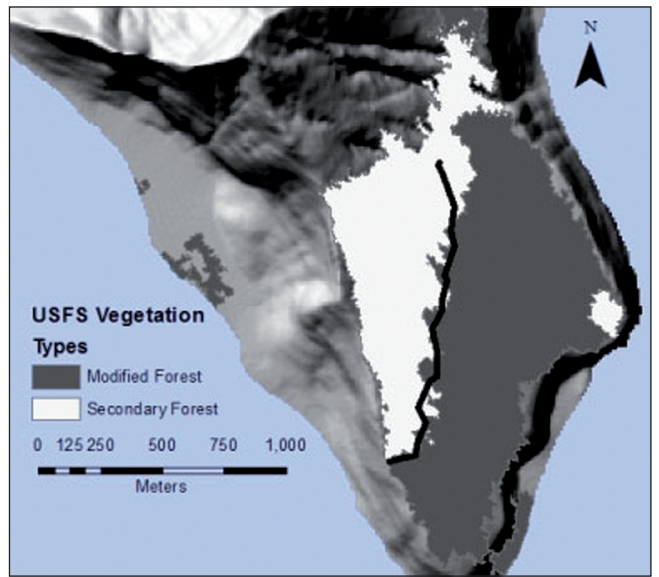 N
USFS Vegetation
Types
Modified Forest
Secondary Forest
0 125 250 500 750 1,000
Meters